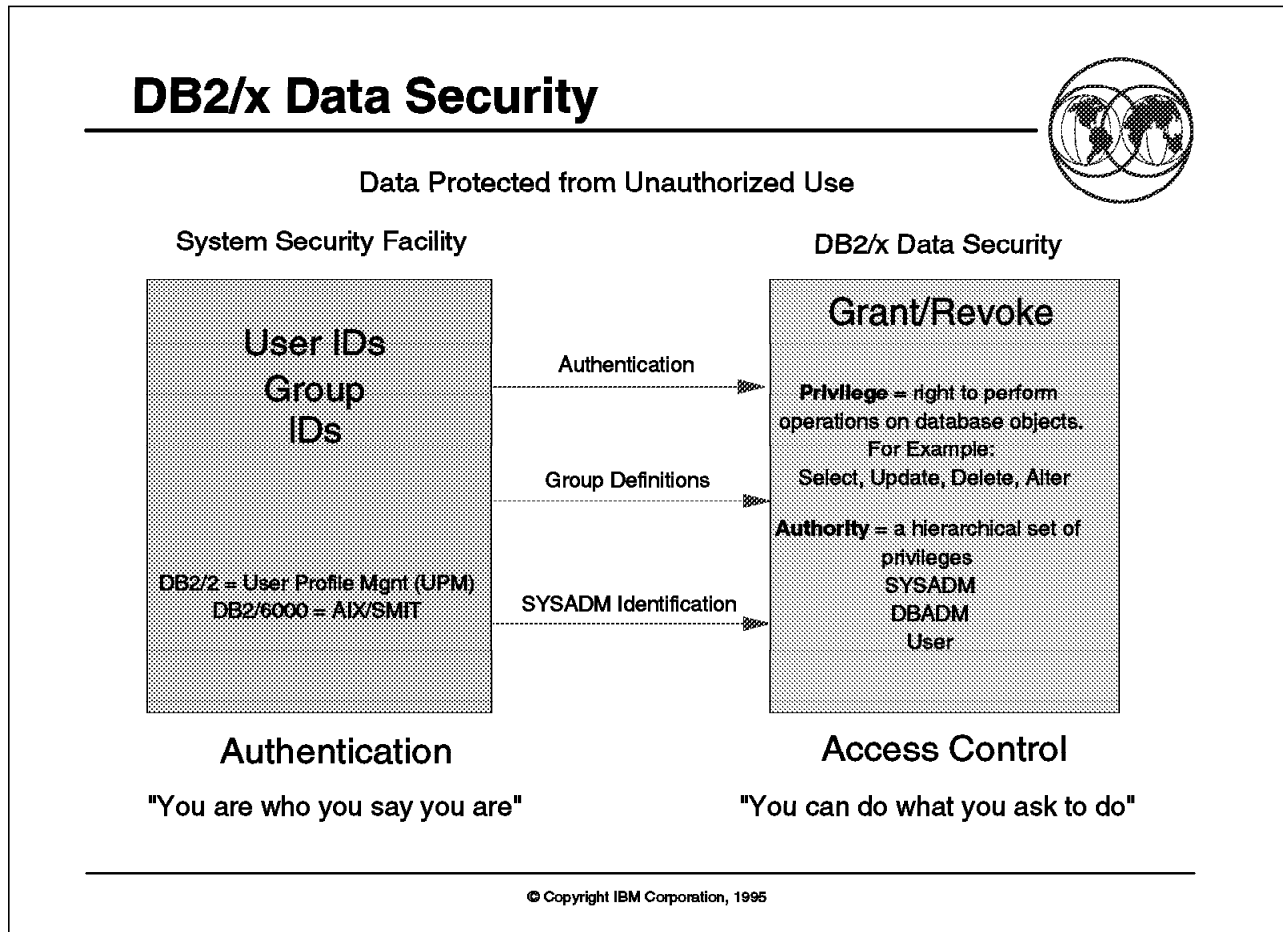 DB2/x Data Security
Data Protected from Unauthorized Use
System Security Facility
User IDs
Group
IDs
DB2/2 = User Profile Mgnt (UPM)
DB2/6000 = AIX/SMIT
Authentication
"You are who you say you are"
Authentication
Group Definitions
SYSADM Identification
DB2/x Data Security
Grant/Revoke
Privilege = right to perform
operations on database objects.
For Example:
Select, Update, Delete, Alter
Authority = a hierarchical set of
privileges
SYSADM
DBADM
User
Access Control
"You can do what you ask to do"
© Copyright IBM Corporation, 1995